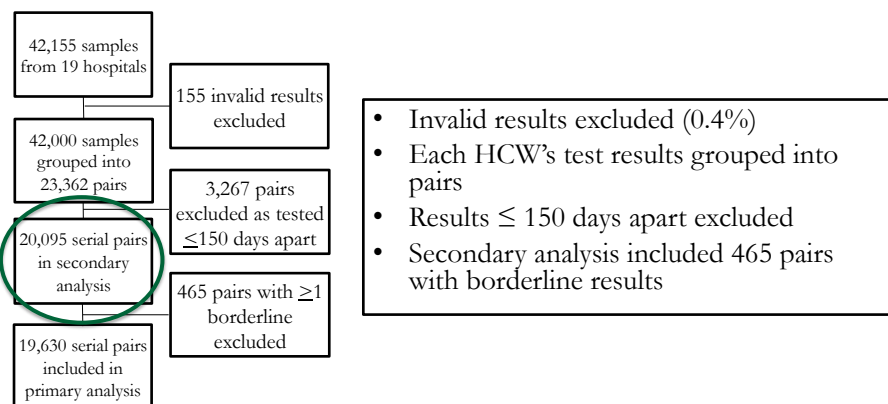 42,155 samples
from 19 hospitals
155 invalid results
excluded
42,000 samples
grouped into
23,362 pairs
3,267 pairs
excluded as tested
≤150 days apart
20,095 serial pairs
in secondary
analysis
465 pairs with ≥1
borderline
excluded
19,630 serial pairs
included in
primary analysis
• Invalid results excluded (0.4%)
• Each HCW’s test results grouped into
pairs
• Results ≤ 150 days apart excluded
• Secondary analysis included 465 pairs
with borderline results